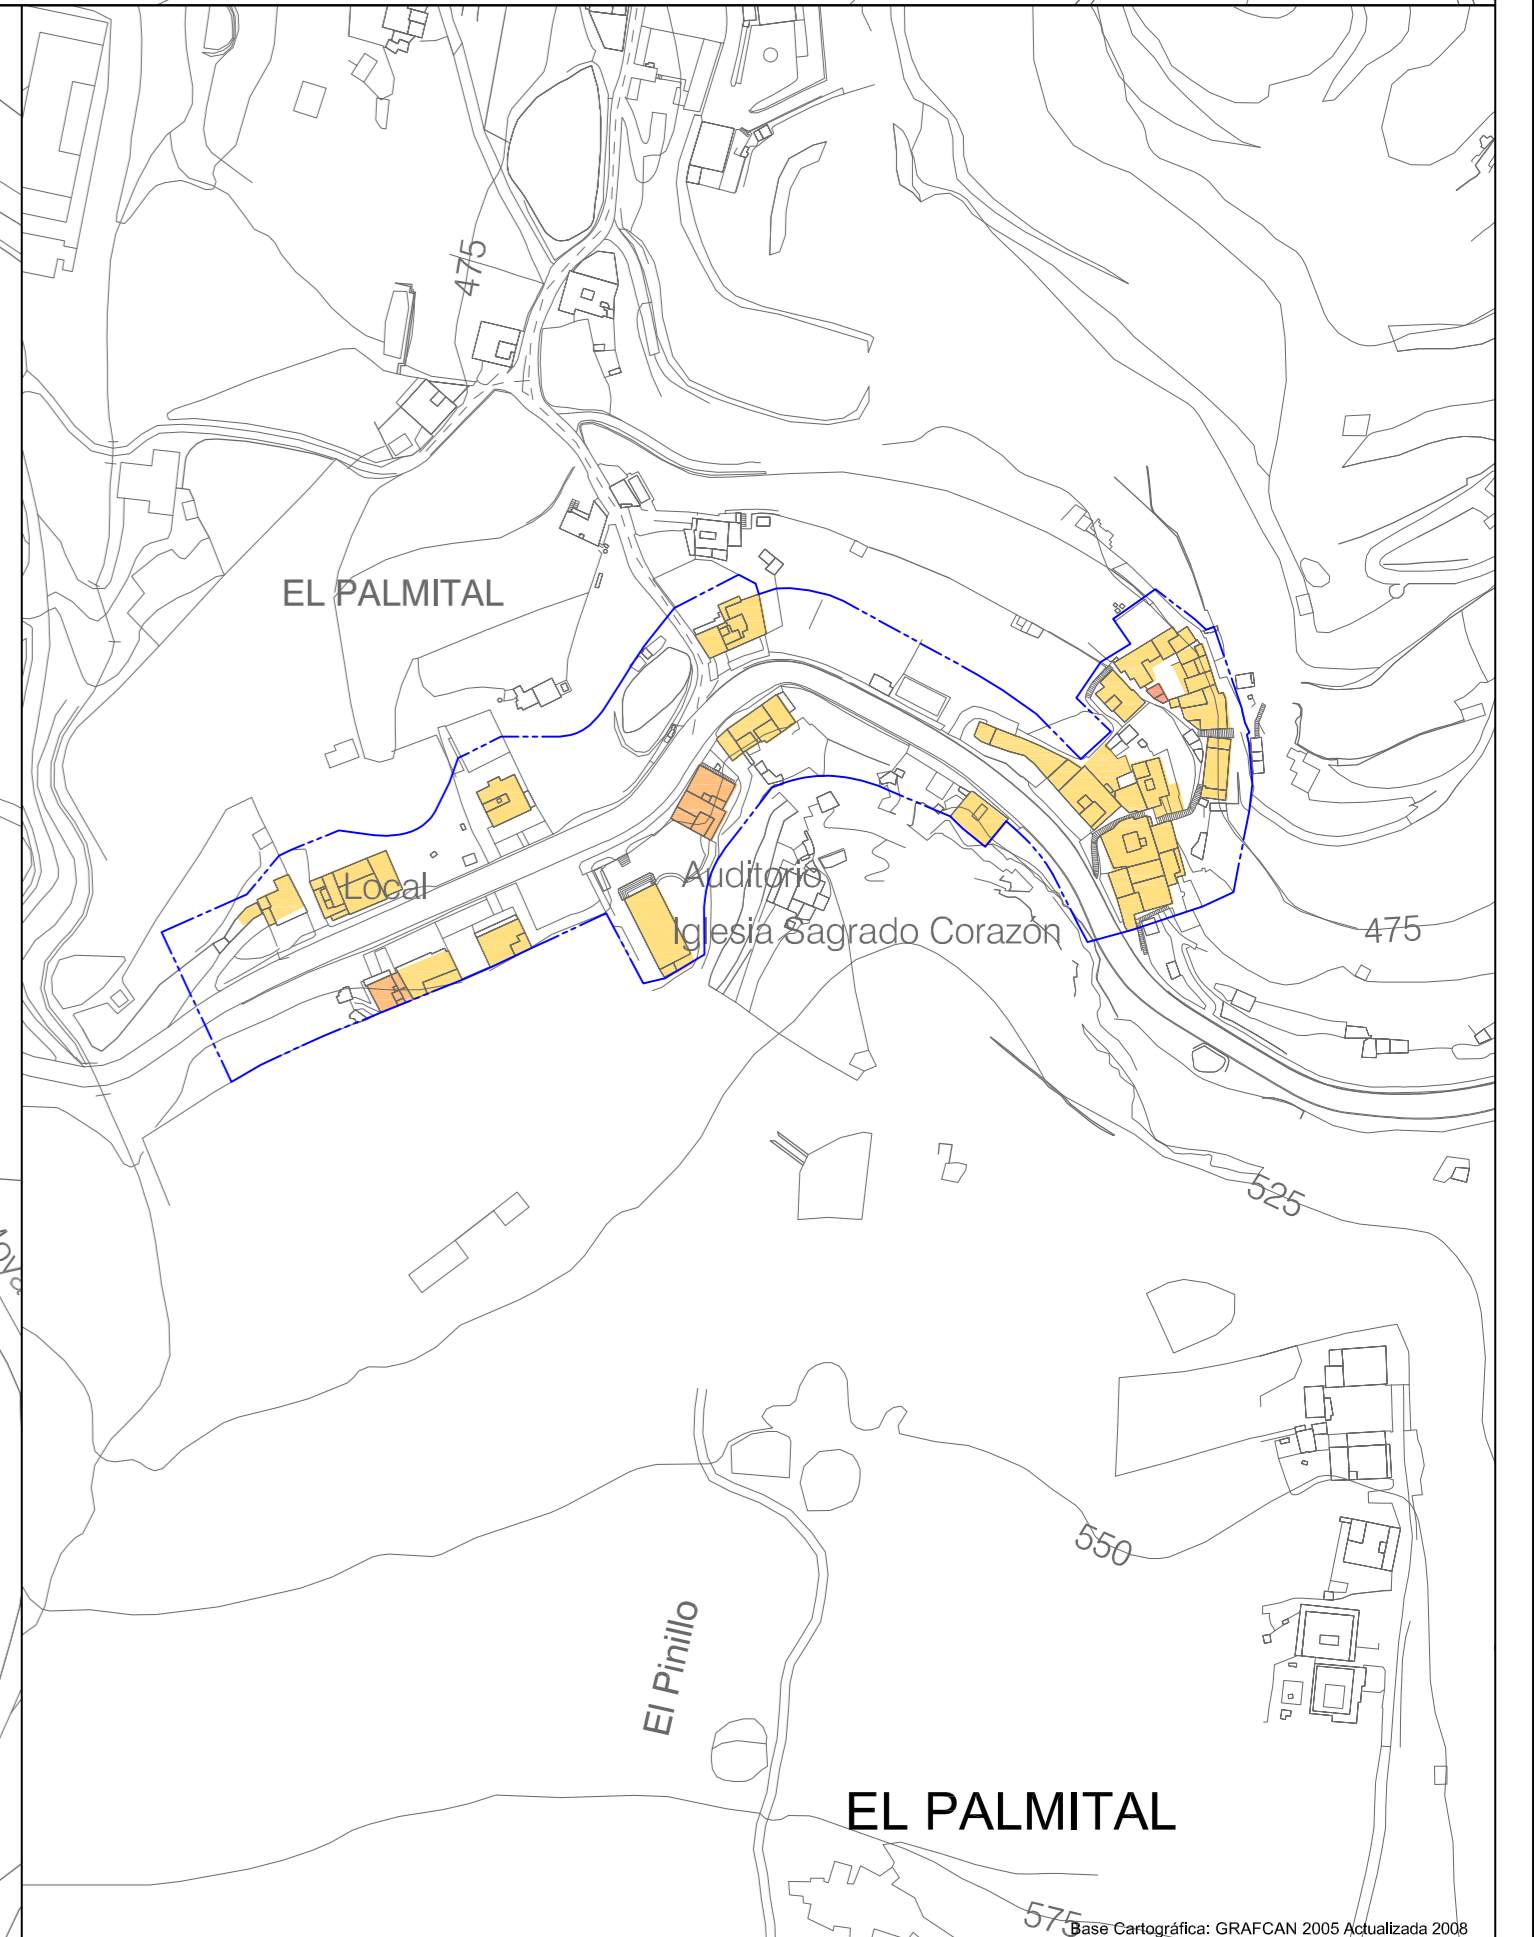 475
EL PALMITAL
Local
Auditorio
Iglesia Sagrado Corazón
475
525
550
El Pinillo
EL PALMITAL
575
Base Cartográfica: GRAFCAN 2005 Actualizada 2008